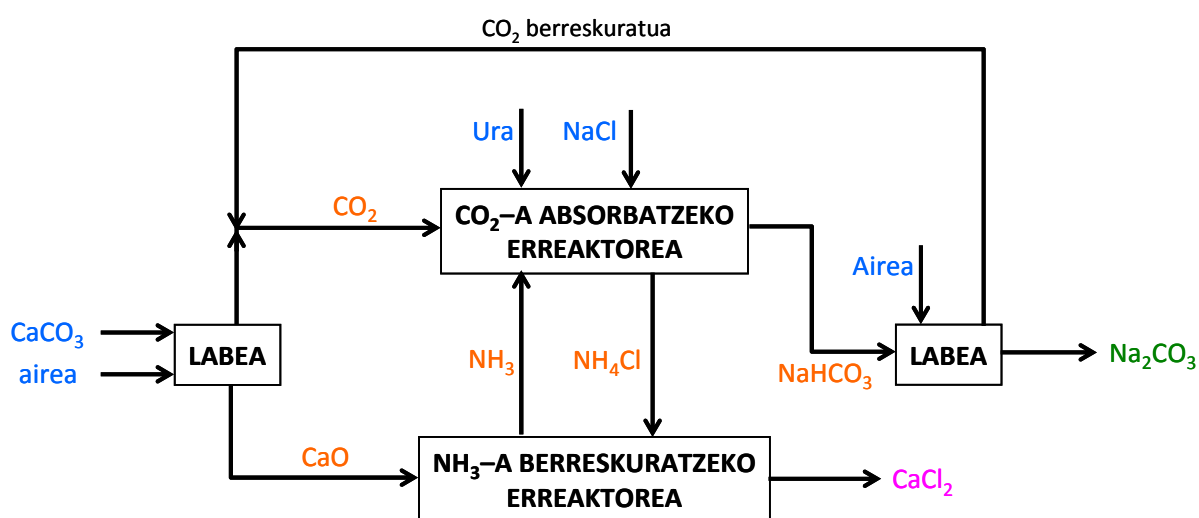 CO₂ berreskuratua
Ura
NaCl
CO₂
CO₂–A ABSORBATZEKO
ERREAKTOREA
Airea
CaCO₃
airea
LABEA
NH₃
NH₄Cl
NaHCO₃
LABEA
Na₂CO₃
CaO
NH₃–A BERRESKURATZEKO
ERREAKTOREA
CaCl₂